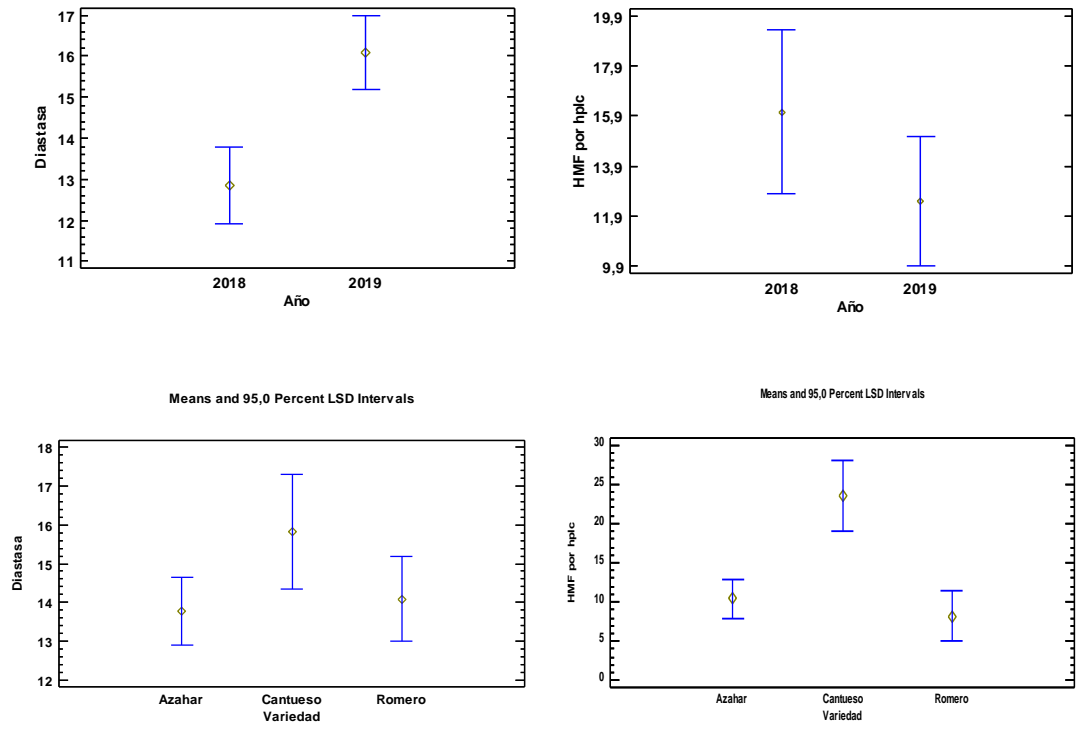 17
16
15
14
13
12
11
Diastasa
2018 2019
Año
19,9
17,9
15,9
13,9
11,9
9,9
HMF por hplc
2018 2019
Año
Means and 95,0 Percent LSD Intervals
18
17
16
15
14
13
12
Diastasa
Azahar Cantueso Romero
Variedad
Means and 95,0 Percent LSD Intervals
30
25
20
15
10
5
0
HMF por hplc
Azahar Cantueso Romero
Variedad